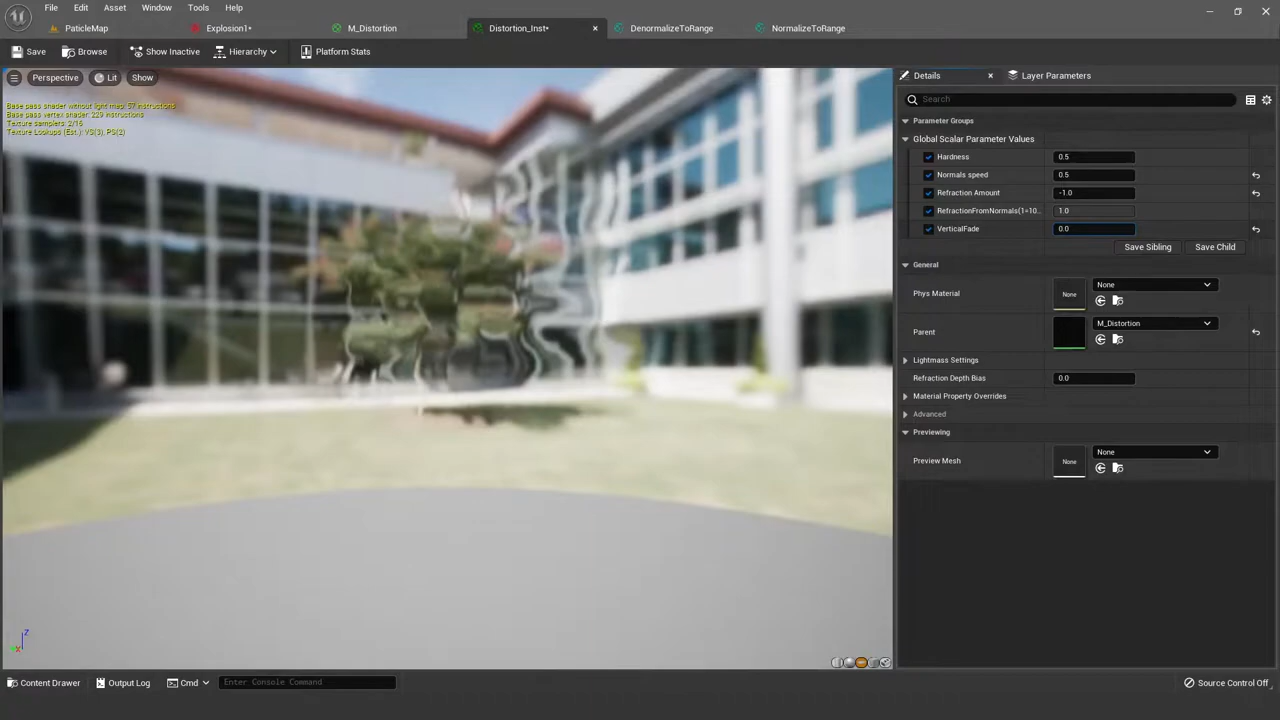 File Edit Asset Window Tools Help
PaticleMap Explosion1* M_Distortion Distortion_Inst* DenormalizeToRange NormalizeToRange
Save Browse Show Inactive Hierarchy Platform Stats
Perspective Lit Show
Details Layer Parameters
Search
Base pass shader without light map: 57 instructions
Base pass vertex shader: 229 instructions
Texture samplers: 2/16
Texture Lookups (Est.): VS(3), PS(2)
Parameter Groups
Global Scalar Parameter Values
Hardness 0.5
Normals speed 0.5
Refraction Amount -1.0
RefractionFromNormals(1=10... 1.0
VerticalFade 0.0
Save Sibling Save Child
General
Phys Material None None
Parent M_Distortion
Lightmass Settings
Refraction Depth Bias 0.0
Material Property Overrides
Advanced
Previewing
Preview Mesh None None
Z
X
Content Drawer Output Log Cmd Enter Console Command Source Control Off